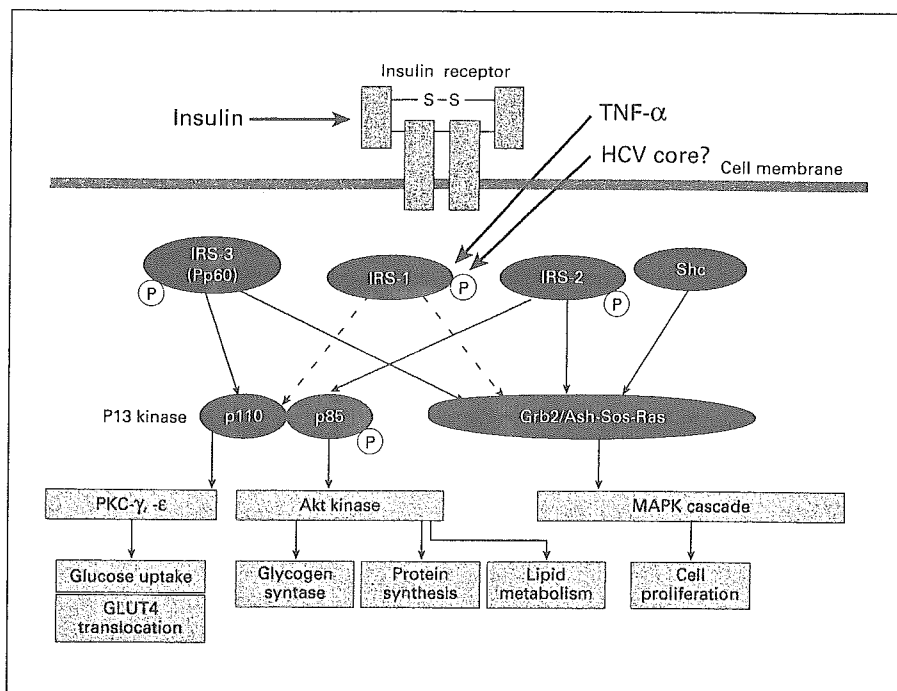 Insulin receptor
S-S
Insulin
TNF-α
HCV core?
Cell membrane
IRS-3
(Pp60)
P
IRS-1
P
IRS-2
P
Shc
P13 kinase
p110
p85
P
Grb2/Ash-Sos-Ras
PKC-γ, -ε
Akt kinase
MAPK cascade
Glucose uptake
GLUT4
translocation
Glycogen
syntase
Protein
synthesis
Lipid
metabolism
Cell
proliferation